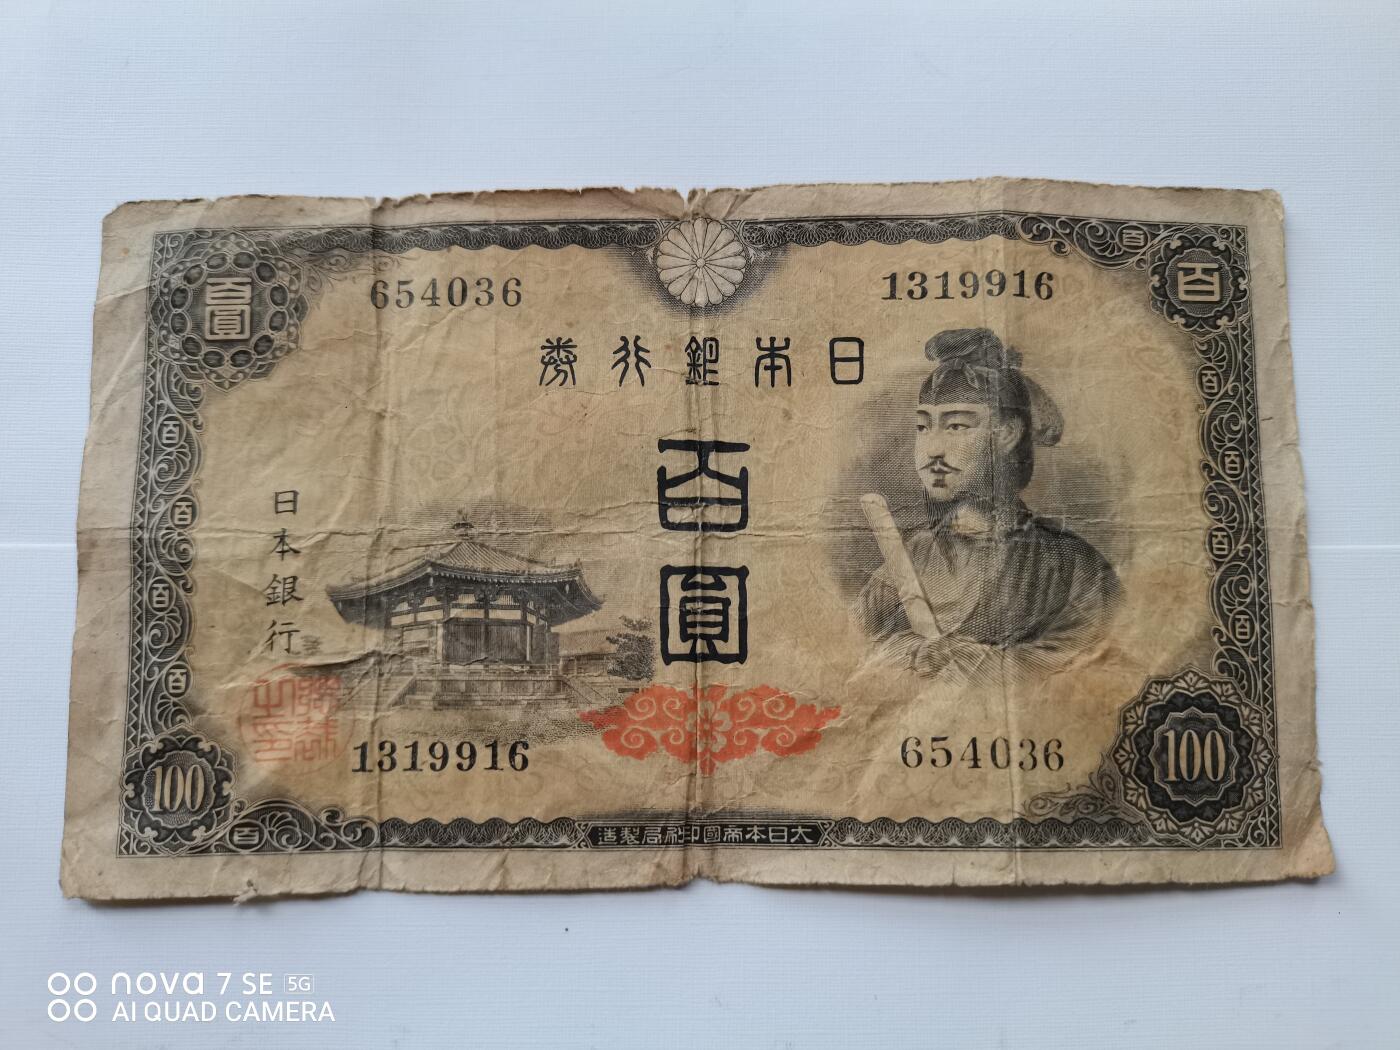 百圓
百
654036
1319916
券行銀本日
百圓
日本銀行
1319916
654036
100
100
造製局刷印國帝本日大
nova 7 SE 5G
AI QUAD CAMERA